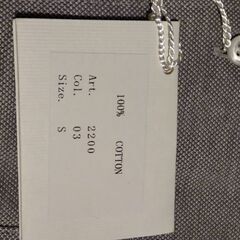 100% COTTON
Art. 2200
Col. 03
Size. S